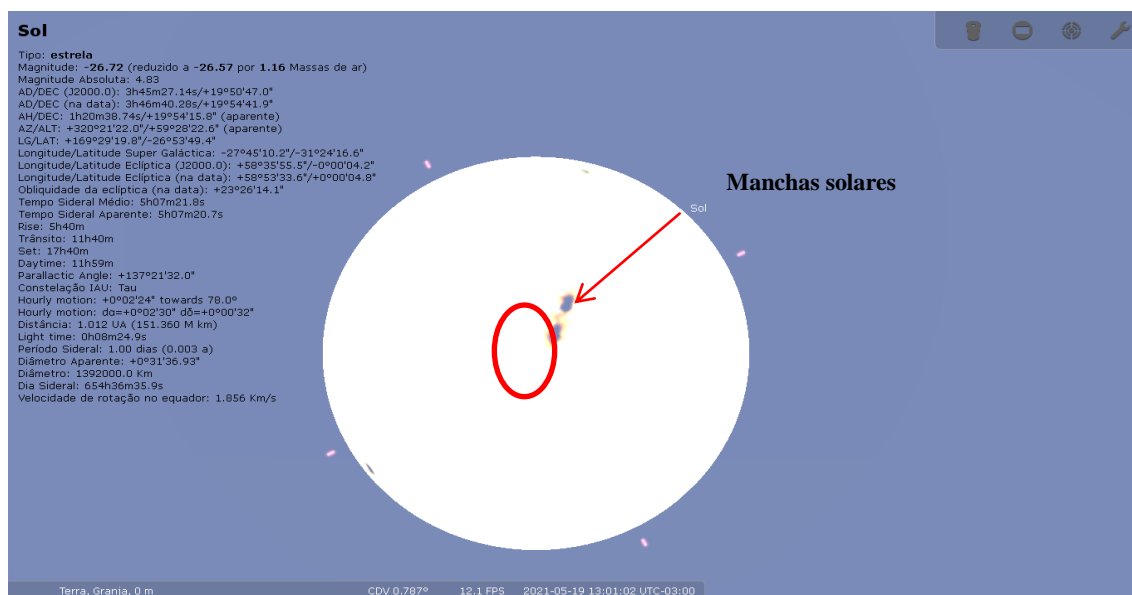 Sol
Tipo: estrela
Magnitude: -26.72 (reduzido a -26.57 por 1.16 Massas de ar)
Magnitude Absoluta: 4.83
AD/DEC (J2000.0): 3h45m27.14s/+19°50'47.0"
AD/DEC (na data): 3h46m40.28s/+19°54'41.9"
AH/DEC: 1h20m38.74s/+19°54'15.8" (aparente)
AZ/ALT: +320°21'22.0"/+59°28'22.6" (aparente)
LG/LAT: +169°29'19.8"/-26°53'49.4"
Longitude/Latitude Super Galáctica: -27°45'10.2"/-31°24'16.6"
Longitude/Latitude Eclíptica (J2000.0): +58°35'55.5"/-0°00'04.2"
Longitude/Latitude Eclíptica (na data): +58°53'33.6"/+0°00'04.8"
Obliquidade da eclíptica (na data): +23°26'14.1"
Tempo Sideral Médio: 5h07m21.8s
Tempo Sideral Aparente: 5h07m20.7s
Rise: 5h40m
Trânsito: 11h40m
Set: 17h40m
Daytime: 11h59m
Parallactic Angle: +137°21'32.0"
Constelação IAU: Tau
Hourly motion: +0°02'24" towards 78.0°
Hourly motion: dα=+0°02'30" dδ=+0°00'32"
Distância: 1.012 UA (151.360 M km)
Light time: 0h08m24.9s
Período Sideral: 1.00 dias (0.003 a)
Diâmetro Aparente: +0°31'36.93"
Diâmetro: 1392000.0 Km
Dia Sideral: 654h36m35.9s
Velocidade de rotação no equador: 1.856 Km/s
Manchas solares
Sol
Terra, Granja, 0 m CDV 0.787° 12.1 FPS 2021-05-19 13:01:02 UTC-03:00